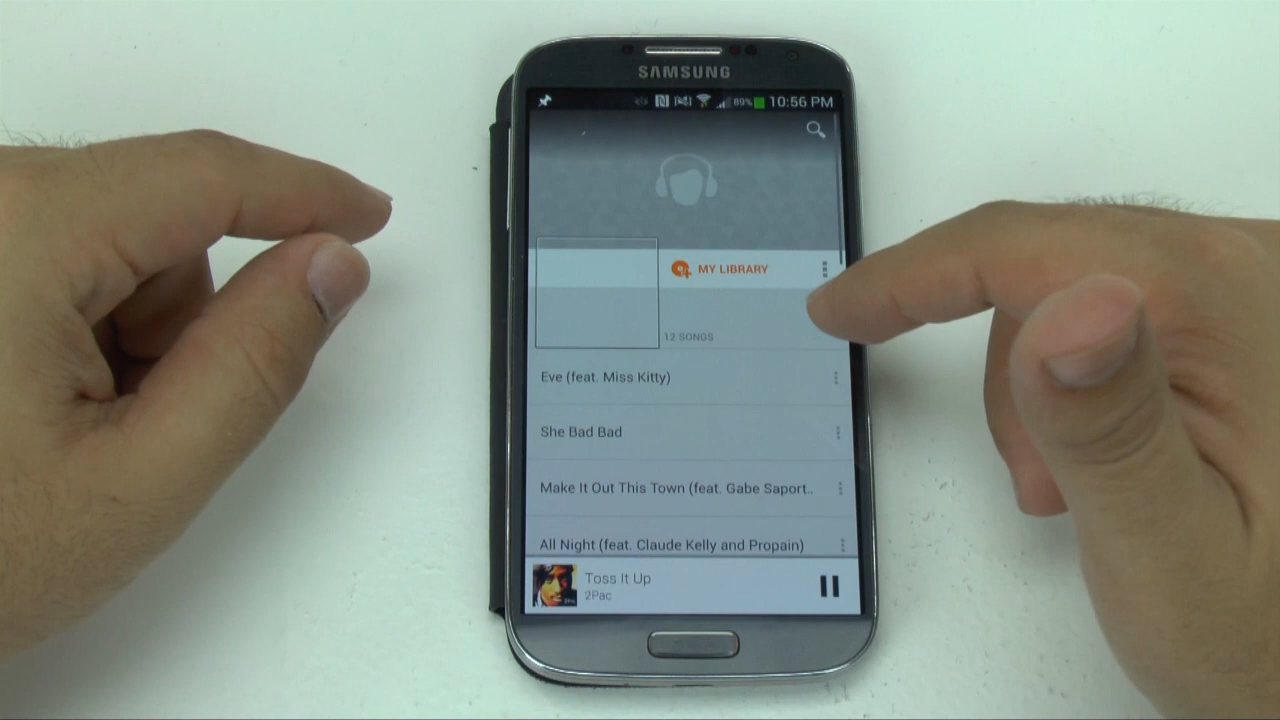 SAMSUNG
89% 10:56 PM
MY LIBRARY
12 SONGS
Eve (feat. Miss Kitty)
She Bad Bad
Make It Out This Town (feat. Gabe Saport..
All Night (feat. Claude Kelly and Propain)
Toss It Up
2Pac